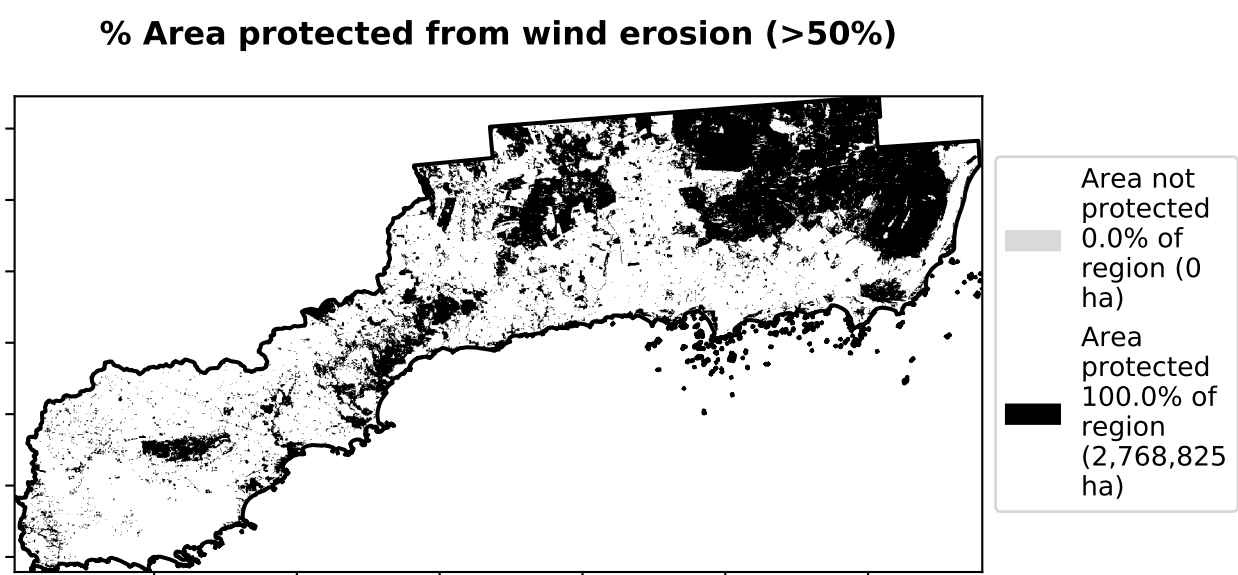 % Area protected from wind erosion (>50%)
Area not
protected
0.0% of
region (0
ha)
Area
protected
100.0% of
region
(2,768,825
ha)